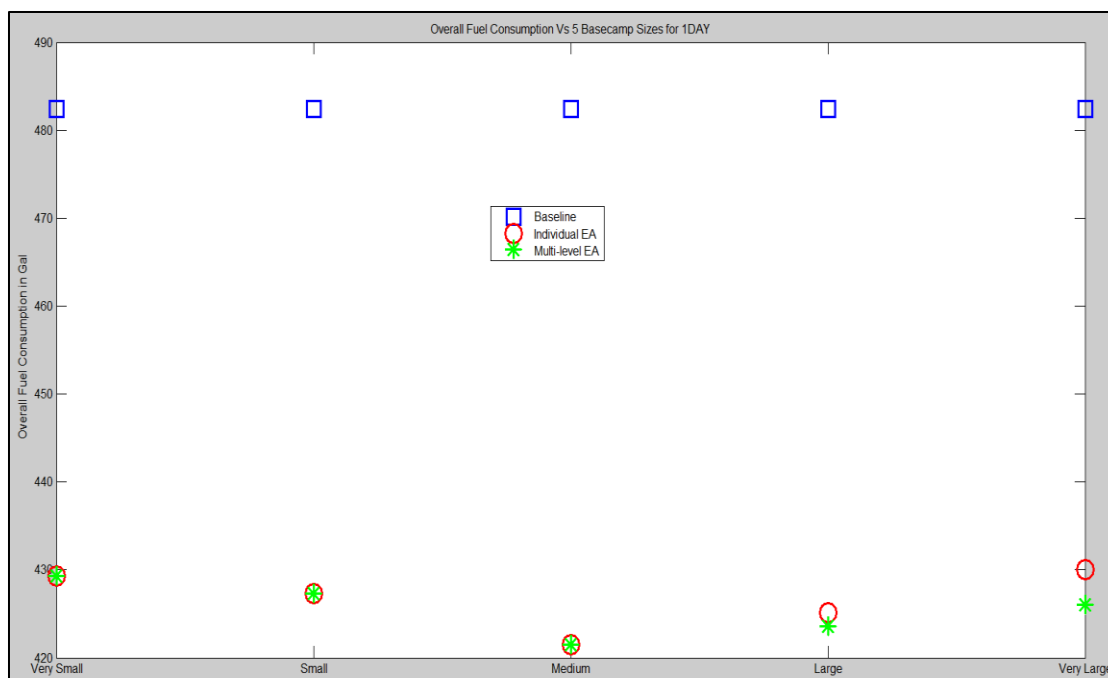 Overall Fuel Consumption Vs 5 Basecamp Sizes for 1DAY
490
480
470
460
450
440
430
420
Overall Fuel Consumption in Gal
Baseline
Individual EA
Multi-level EA
Very Small
Small
Medium
Large
Very Large